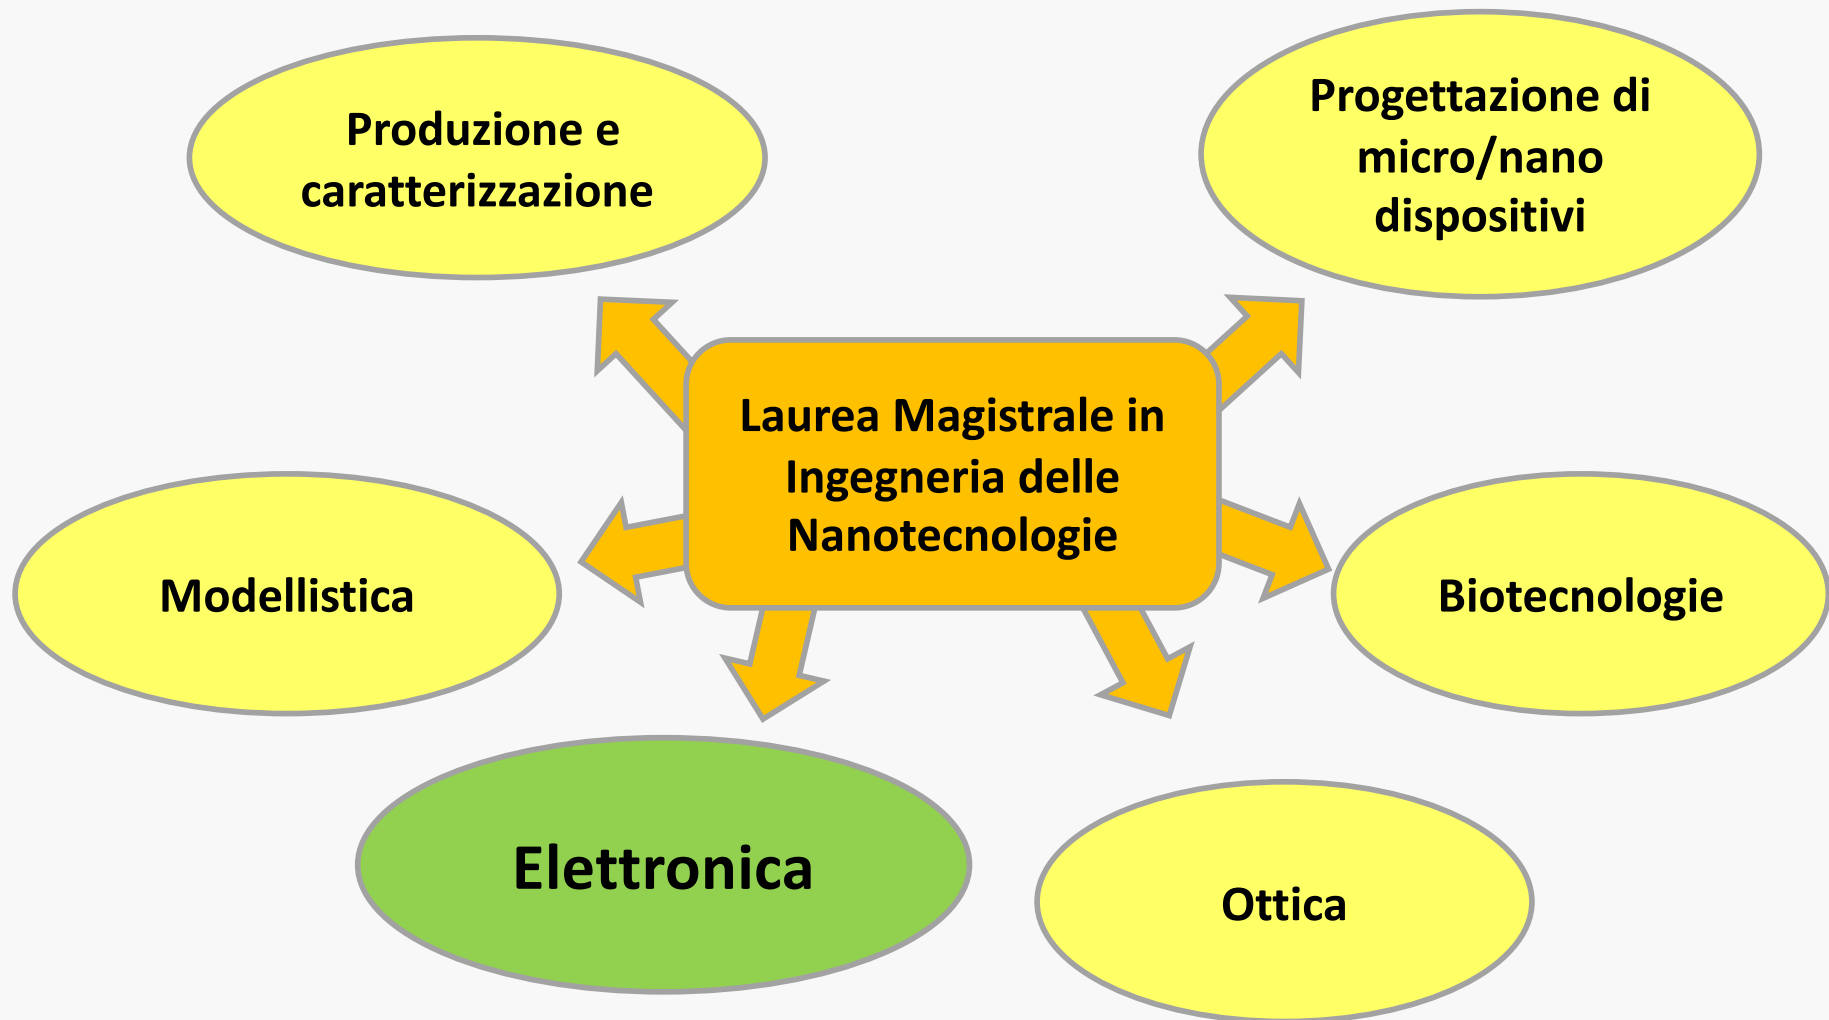 Produzione e
caratterizzazione
Progettazione di
micro/nano
dispositivi
Laurea Magistrale in
Ingegneria delle
Nanotecnologie
Modellistica
Biotecnologie
Elettronica
Ottica